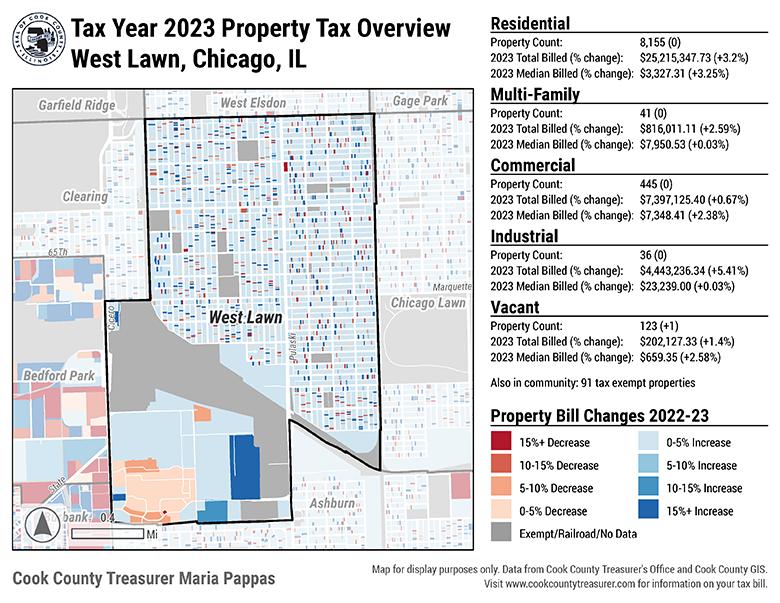 Tax Year 2023 Property Tax Overview
West Lawn, Chicago, IL
Garfield Ridge
West Elsdon
Gage Park
Clearing
65Th
Marquette
Cicero
West Lawn
Pulaski
Chicago Lawn
Bedford Park
State
Ashburn
bank
0.4
Mi
Residential
Property Count: 8,155 (0)
2023 Total Billed (% change): $25,215,347.73 (+3.2%)
2023 Median Billed (% change): $3,327.31 (+3.25%)
Multi-Family
Property Count: 41 (0)
2023 Total Billed (% change): $816,011.11 (+2.59%)
2023 Median Billed (% change): $7,950.53 (+0.03%)
Commercial
Property Count: 445 (0)
2023 Total Billed (% change): $7,397,125.40 (+0.67%)
2023 Median Billed (% change): $7,348.41 (+2.38%)
Industrial
Property Count: 36 (0)
2023 Total Billed (% change): $4,443,236.34 (+5.41%)
2023 Median Billed (% change): $23,239.00 (+0.03%)
Vacant
Property Count: 123 (+1)
2023 Total Billed (% change): $202,127.33 (+1.4%)
2023 Median Billed (% change): $659.35 (+2.58%)
Also in community: 91 tax exempt properties
Property Bill Changes 2022-23
15%+ Decrease
10-15% Decrease
5-10% Decrease
0-5% Decrease
Exempt/Railroad/No Data
0-5% Increase
5-10% Increase
10-15% Increase
15%+ Increase
Cook County Treasurer Maria Pappas
Map for display purposes only. Data from Cook County Treasurer's Office and Cook County GIS.
Visit www.cookcountytreasurer.com for information on your tax bill.